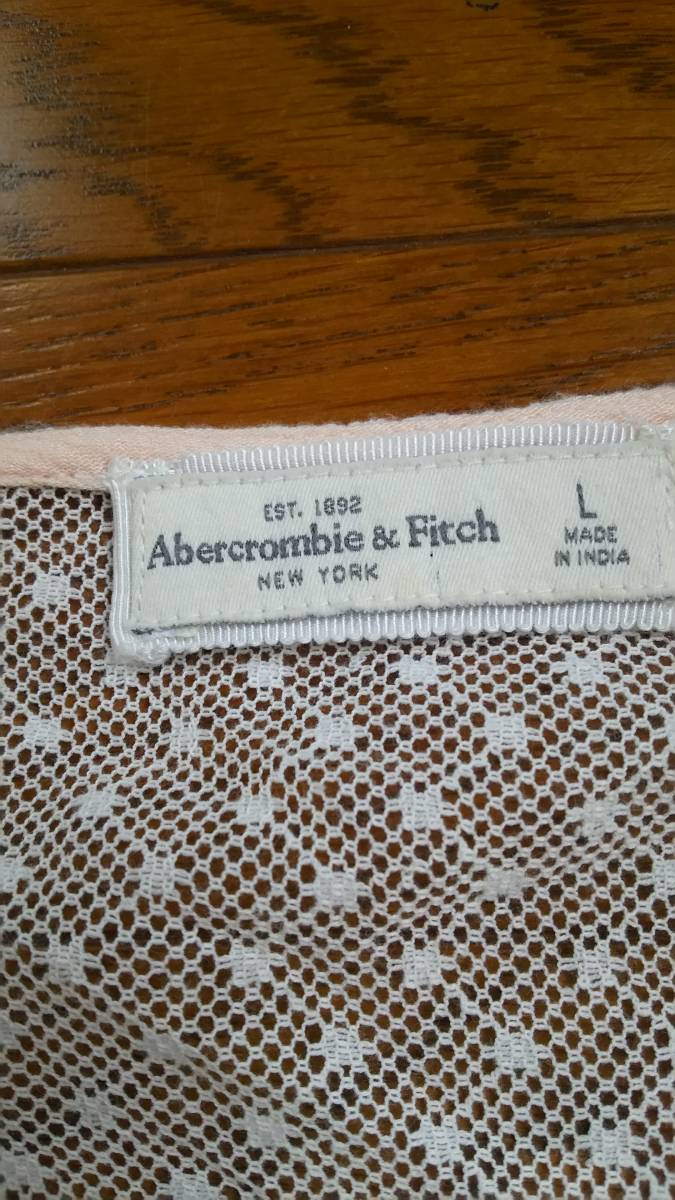 EST. 1892
Abercrombie & Fitch
NEW YORK
L
MADE
IN INDIA